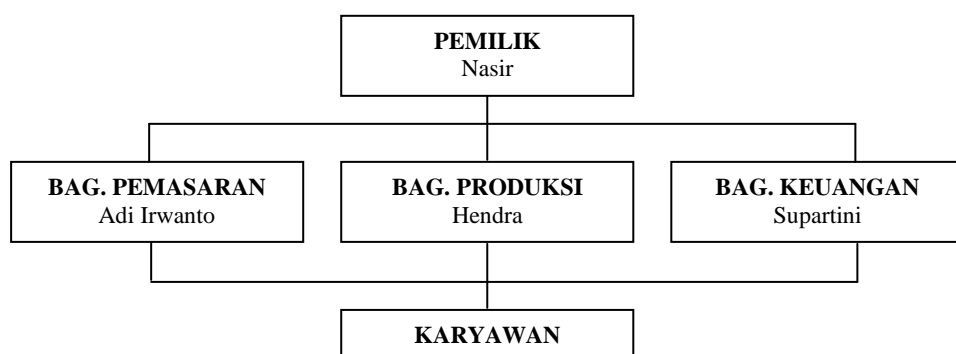 PEMILIK
Nasir
BAG. PEMASARAN
Adi Irwanto
BAG. PRODUKSI
Hendra
BAG. KEUANGAN
Supartini
KARYAWAN